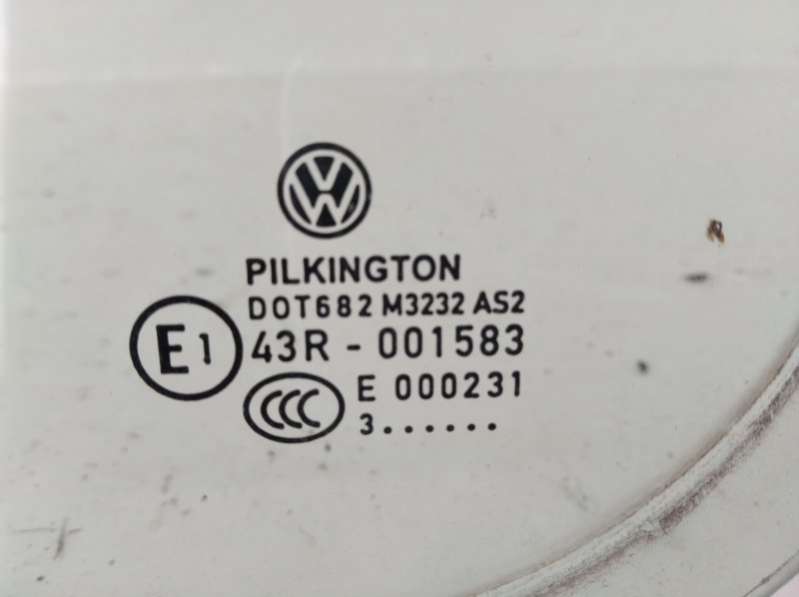 PILKINGTON
DOT682 M3232 AS2
E1 43R - 001583
CCC E 000231
3......